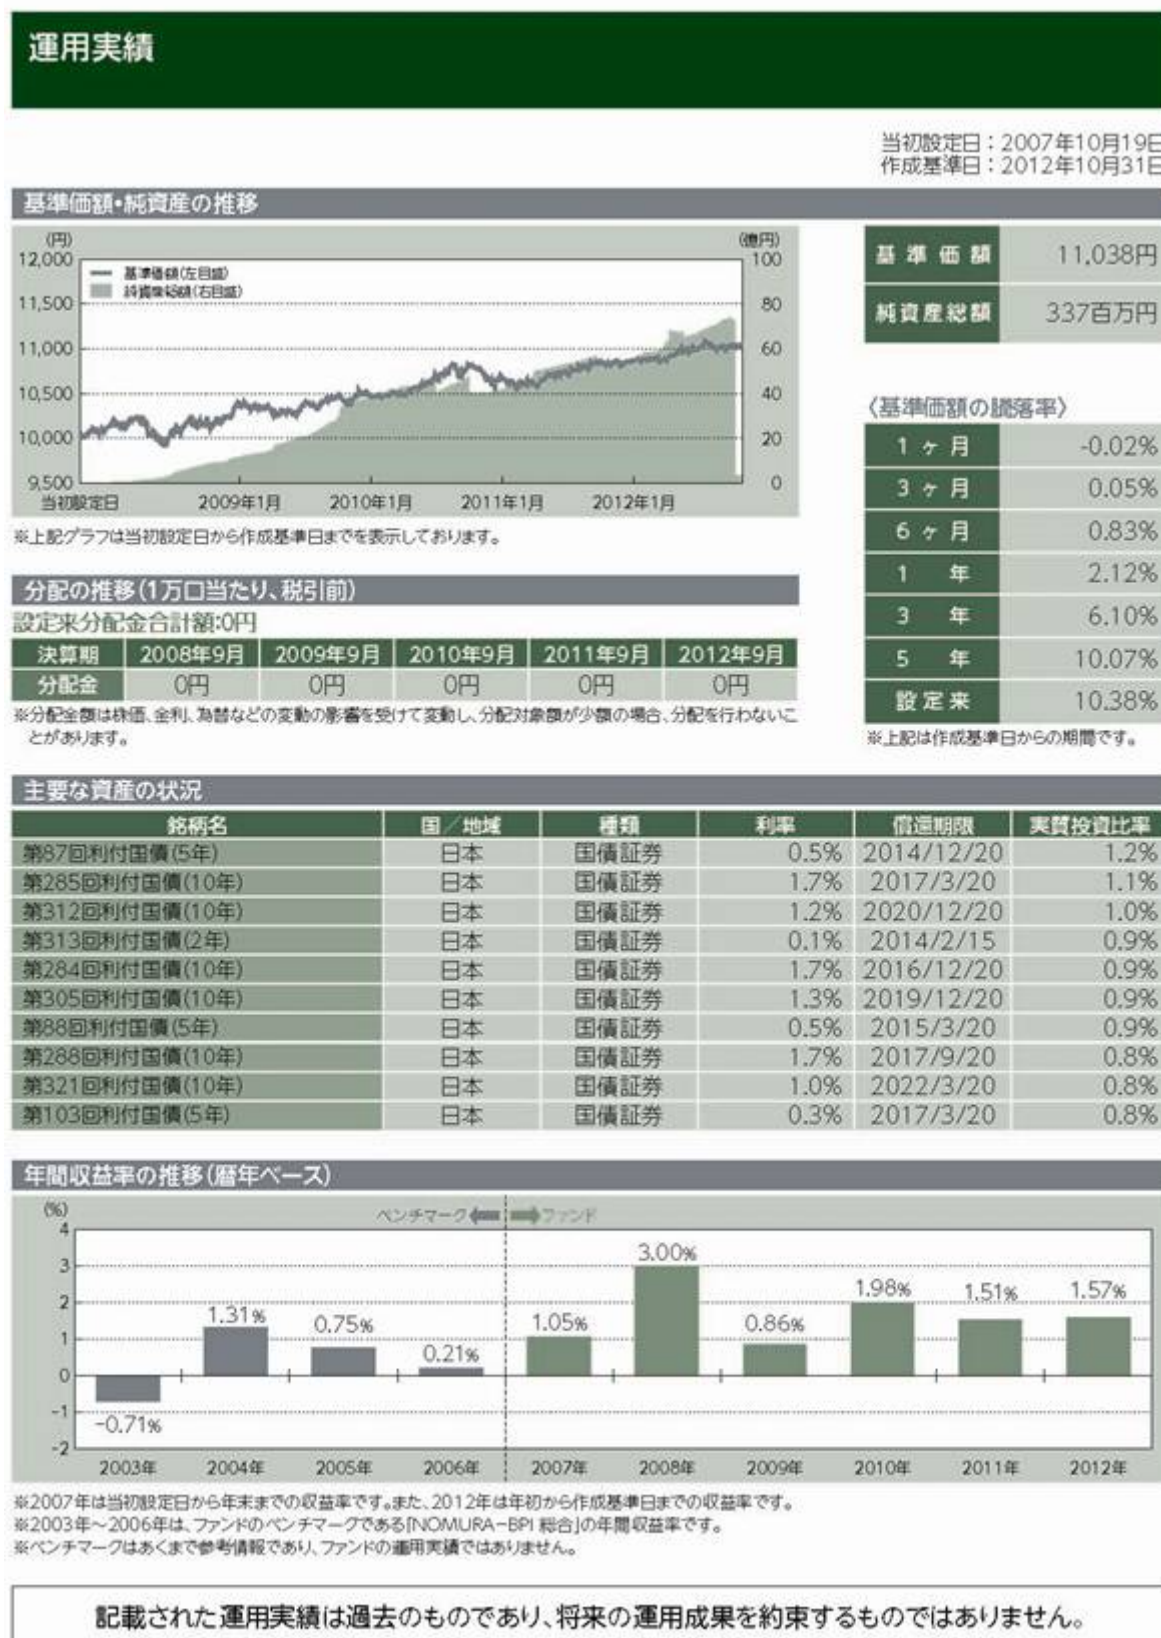 運用実績
当初設定日：2007年10月19日
作成基準日：2012年10月31日
基準価額・純資産の推移
(円)
(億円)
12,000
11,500
11,000
10,500
10,000
9,500
100
80
60
40
20
0
基準価額(左目盛)
純資産総額(右目盛)
当初設定日 2009年1月 2010年1月 2011年1月 2012年1月
※上記グラフは当初設定日から作成基準日までを表示しております。
基準価額 11,038円
純資産総額 337百万円
〈基準価額の騰落率〉
1ヶ月 -0.02%
3ヶ月 0.05%
6ヶ月 0.83%
1年 2.12%
3年 6.10%
5年 10.07%
設定来 10.38%
※上記は作成基準日からの期間です。
分配の推移(1万口当たり、税引前)
設定来分配金合計額:0円
決算期 2008年9月 2009年9月 2010年9月 2011年9月 2012年9月
分配金 0円 0円 0円 0円 0円
※分配金額は株価、金利、為替などの変動の影響を受けて変動し、分配対象額が少額の場合、分配を行わないこ
とがあります。
主要な資産の状況
銘柄名 国／地域 種類 利率 償還期限 実質投資比率
第87回利付国債(5年) 日本 国債証券 0.5% 2014/12/20 1.2%
第285回利付国債(10年) 日本 国債証券 1.7% 2017/3/20 1.1%
第312回利付国債(10年) 日本 国債証券 1.2% 2020/12/20 1.0%
第313回利付国債(2年) 日本 国債証券 0.1% 2014/2/15 0.9%
第284回利付国債(10年) 日本 国債証券 1.7% 2016/12/20 0.9%
第305回利付国債(10年) 日本 国債証券 1.3% 2019/12/20 0.9%
第88回利付国債(5年) 日本 国債証券 0.5% 2015/3/20 0.9%
第288回利付国債(10年) 日本 国債証券 1.7% 2017/9/20 0.8%
第321回利付国債(10年) 日本 国債証券 1.0% 2022/3/20 0.8%
第103回利付国債(5年) 日本 国債証券 0.3% 2017/3/20 0.8%
年間収益率の推移(暦年ベース)
(%)
ベンチマーク ファンド
4
3
2
1
0
-1
-2
-0.71% 1.31% 0.75% 0.21% 1.05% 3.00% 0.86% 1.98% 1.51% 1.57%
2003年 2004年 2005年 2006年 2007年 2008年 2009年 2010年 2011年 2012年
※2007年は当初設定日から年末までの収益率です。また、2012年は年初から作成基準日までの収益率です。
※2003年～2006年は、ファンドのベンチマークである「NOMURA-BPI 総合」の年間収益率です。
※ベンチマークはあくまで参考情報であり、ファンドの運用実績ではありません。
記載された運用実績は過去のものであり、将来の運用成果を約束するものではありません。